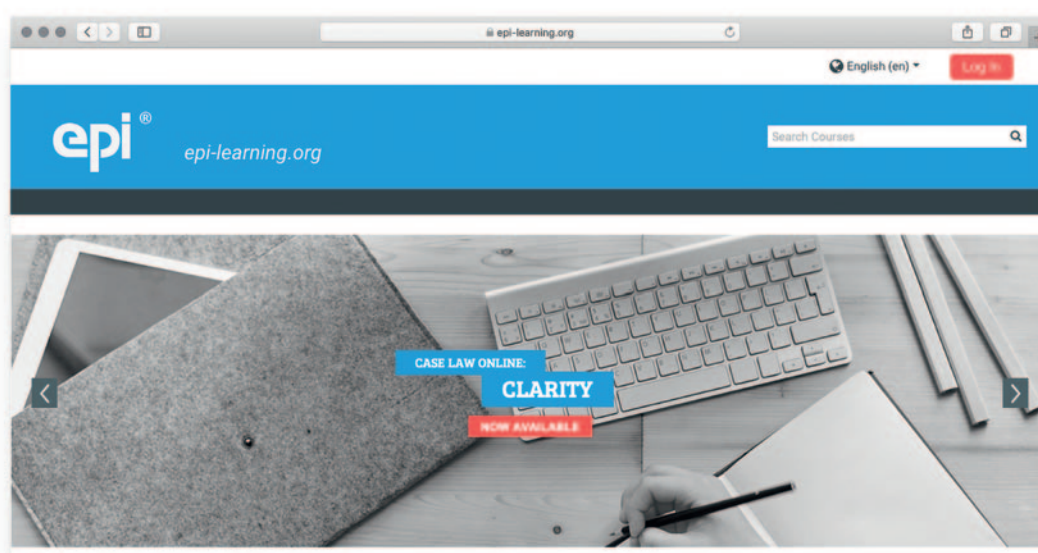 epi-learning.org
English (en)
Log In
epi®
epi-learning.org
Search Courses
CASE LAW ONLINE:
CLARITY
NOW AVAILABLE